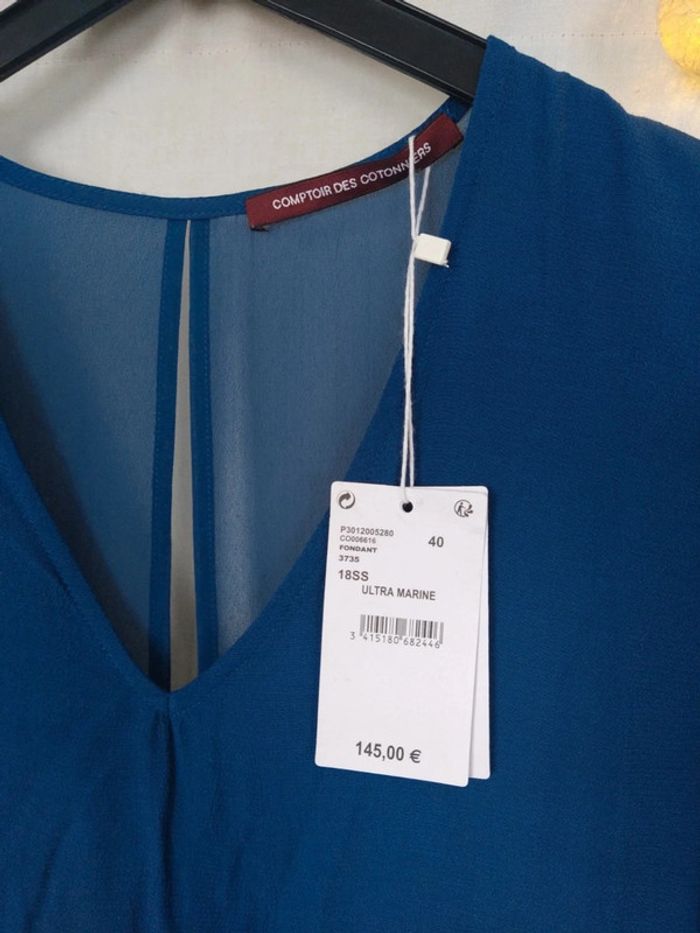 COMPTOIR DES COTONNIERS
P3012005280
40
CO006616
FONDANT
3735
18SS
ULTRA MARINE
3 415180 682446
145,00 €